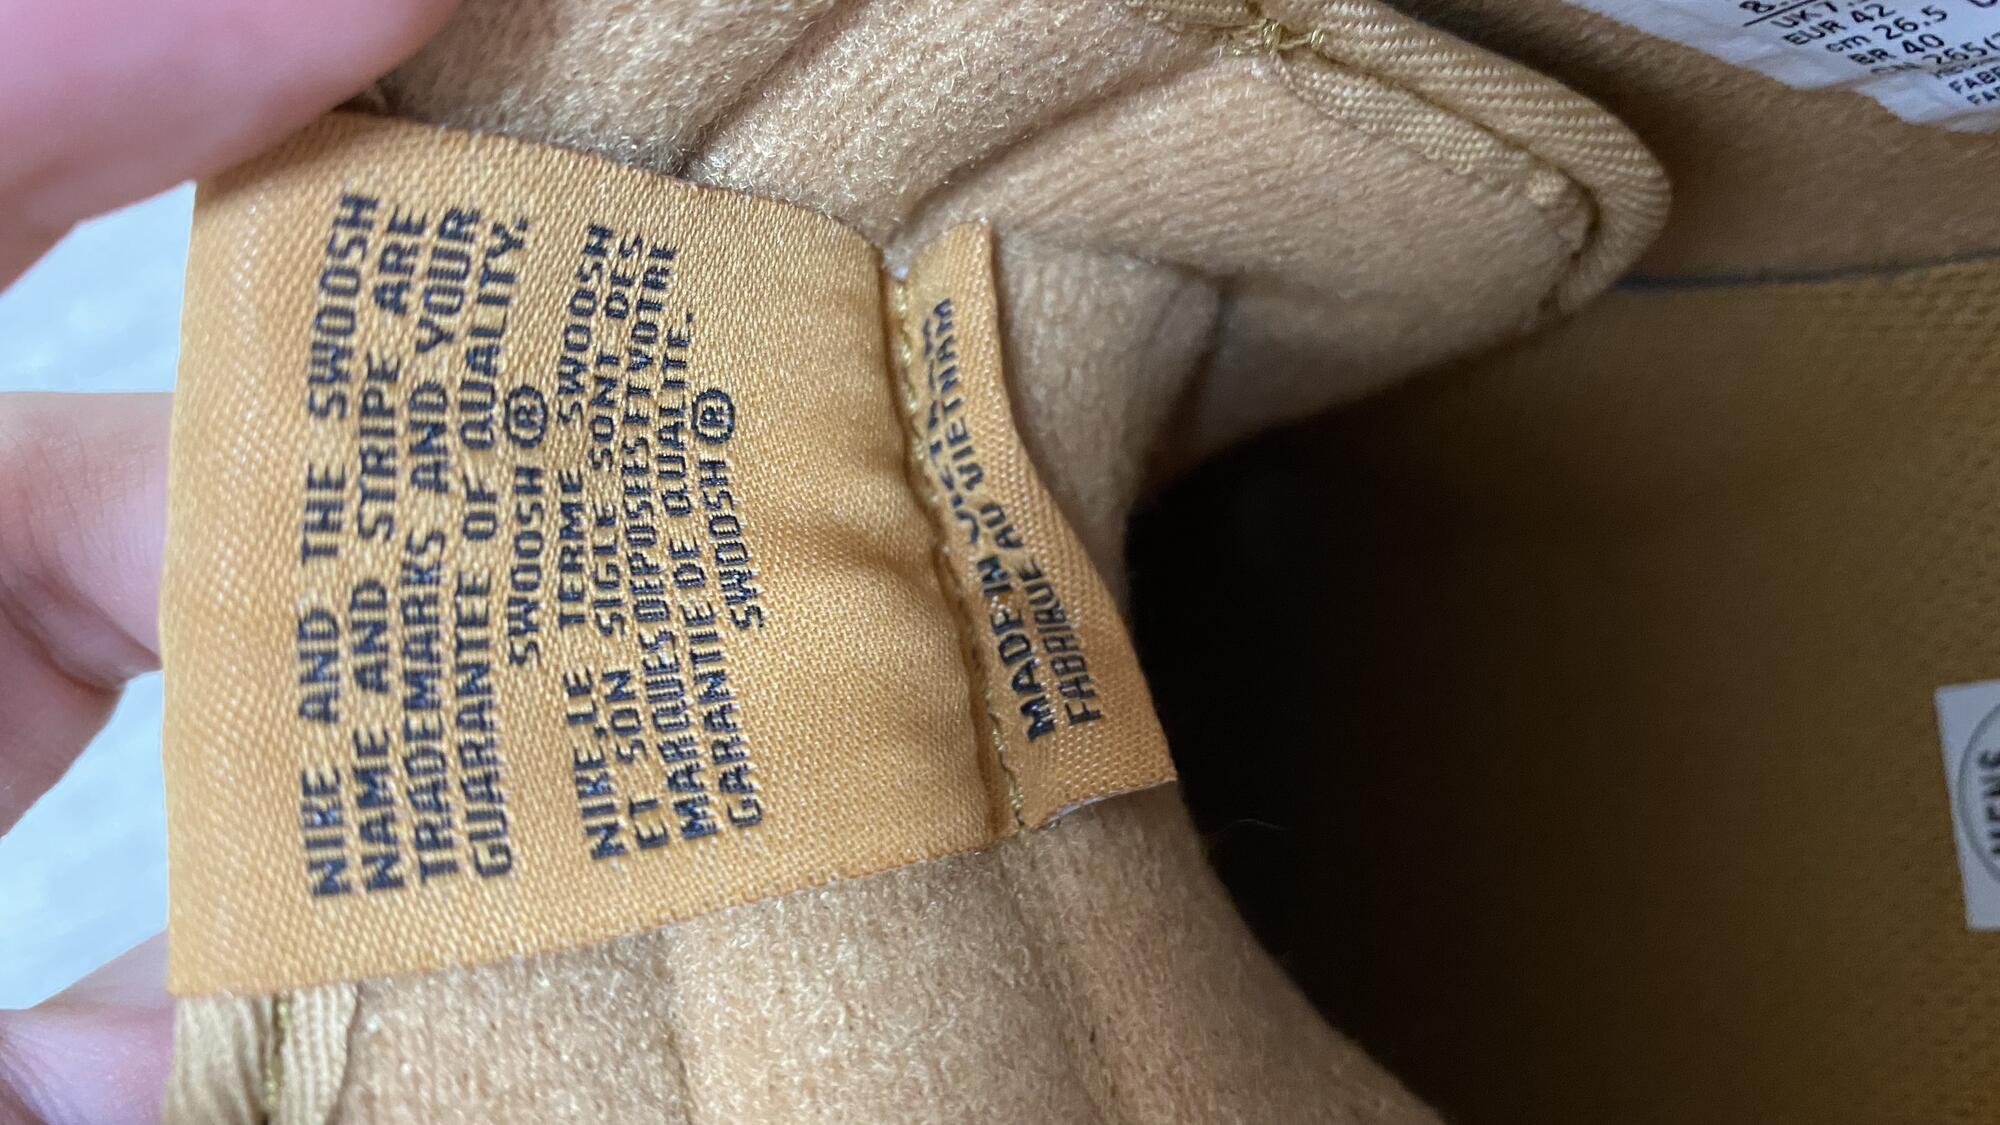 NIKE AND THE SWOOSH
NAME AND STRIPE ARE
TRADEMARKS AND YOUR
GUARANTEE OF QUALITY.
SWOOSH ®
NIKE,LE TERME SWOOSH
ET SON SIGLE SONT DES
MARQUES DEPOSEES ET VOTRE
GARANTIE DE QUALITE.
SWOOSH ®
MADE IN VIETNAM
FABRIQUE AU VIETNAM
EUR 42
cm 26.5
BR 40
MENS